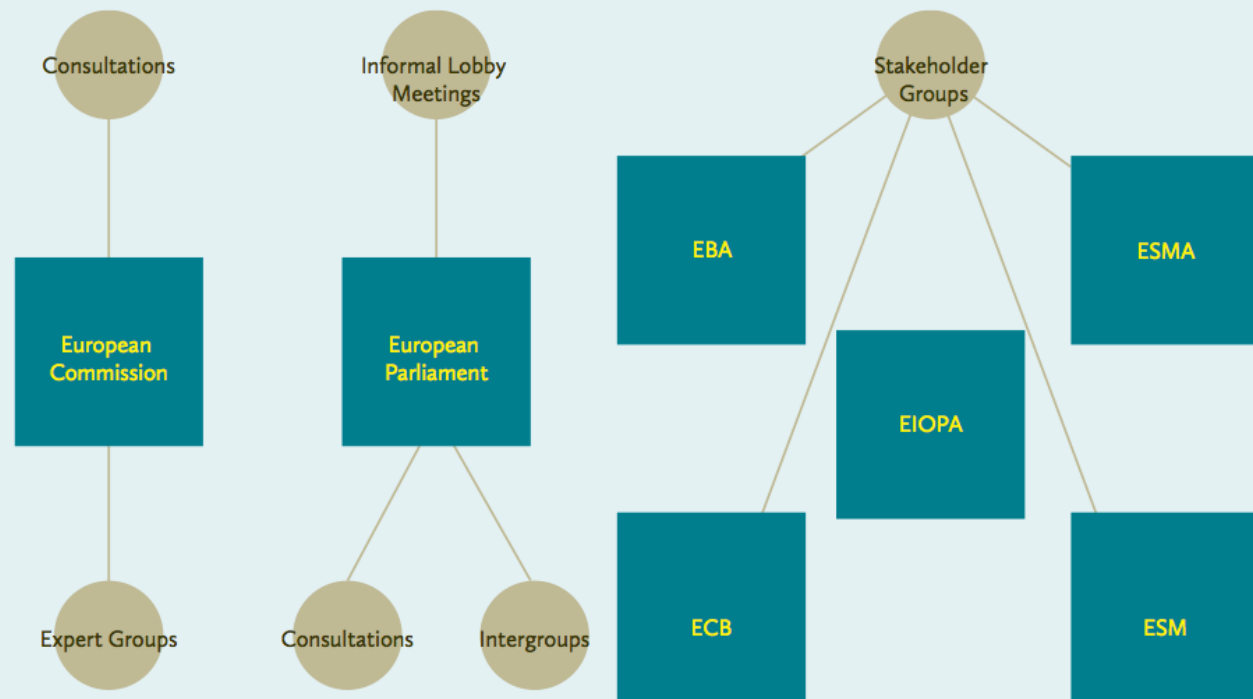 Consultations
Informal Lobby
Meetings
Stakeholder
Groups
EBA
ESMA
European
Commission
European
Parliament
EIOPA
Expert Groups
Consultations
Intergroups
ECB
ESM